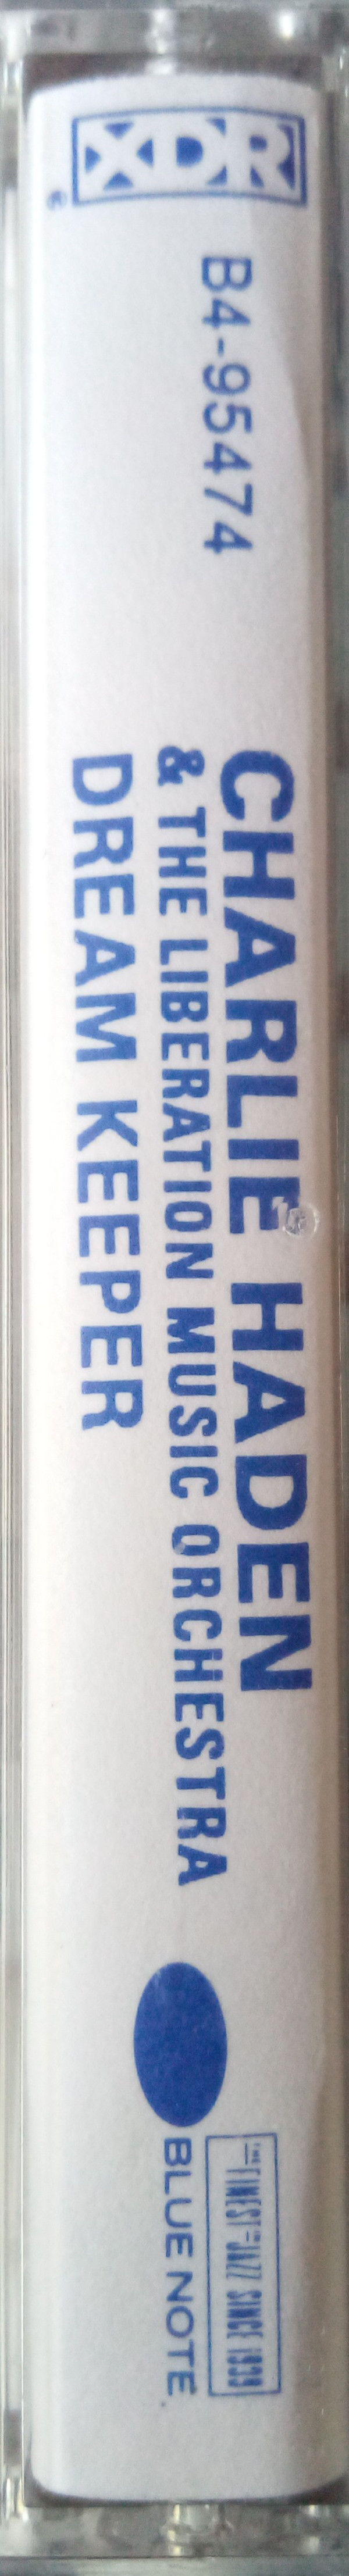 XDR®
B4-95474
CHARLIE HADEN
& THE LIBERATION MUSIC ORCHESTRA
DREAM KEEPER
THE FINEST IN JAZZ SINCE 1939
BLUE NOTE